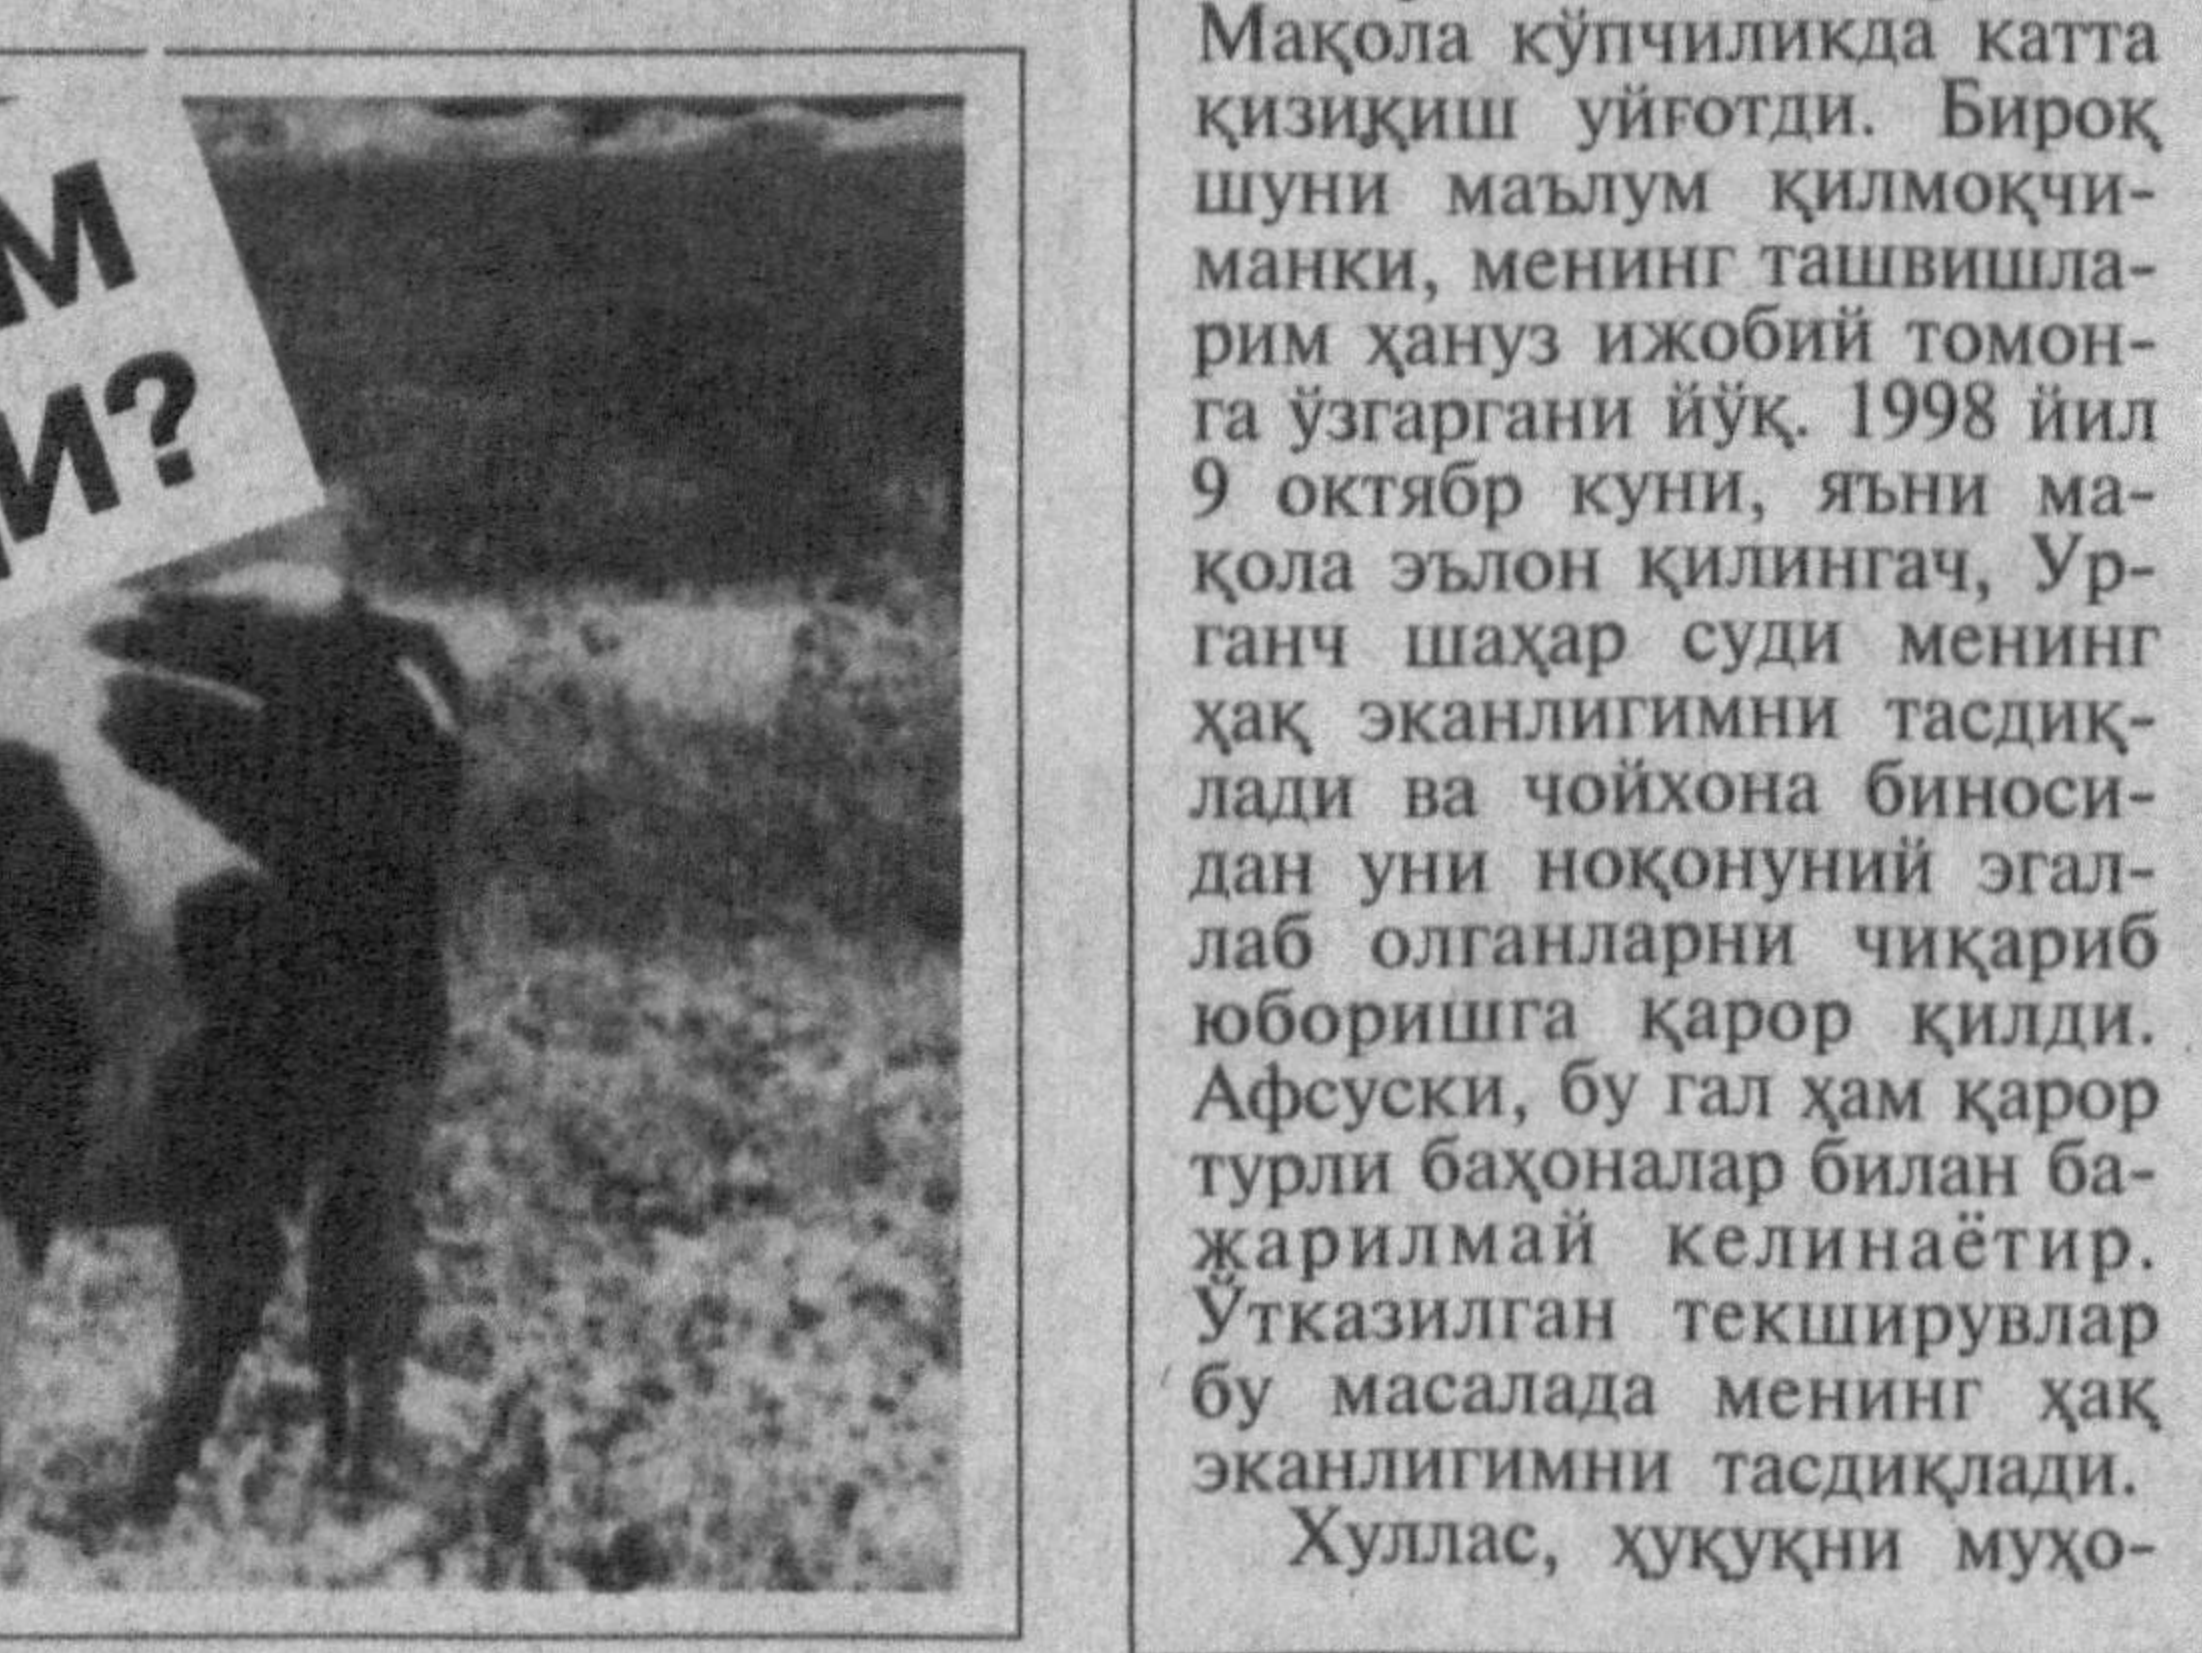 М
И?
Мақола кўпчиликда катта
қизиқиш уйғотди. Бироқ
шуни маълум қилмоқчи-
манки, менинг ташвишла-
рим ҳануз ижобий томон-
га ўзгаргани йўқ. 1998 йил
9 октябр куни, яъни ма-
қола эълон қилингач, Ур-
ганч шаҳар суди менинг
ҳақ эканлигимни тасдиқ-
лади ва чойхона биноси-
дан уни ноқонуний эгал-
лаб олганларни чиқариб
юборишга қарор қилди.
Афсуски, бу гал ҳам қарор
турли баҳоналар билан ба-
жарилмай келинаётир.
Ўтказилган текширувлар
бу масалада менинг ҳақ
эканлигимни тасдиқлади.
Хуллас, ҳуқуқни муҳо-